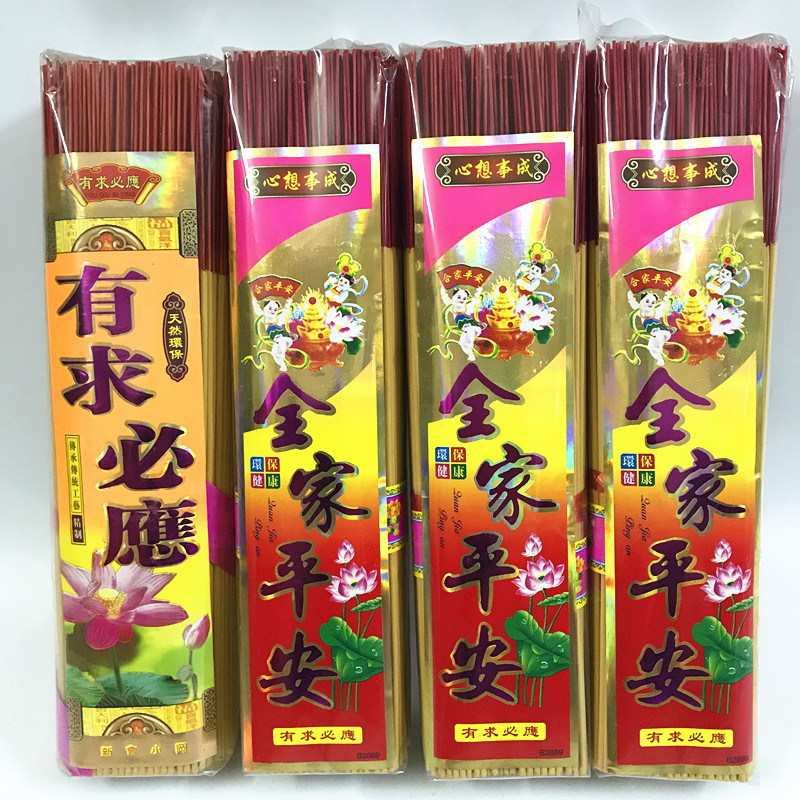 有求必應
有求必應
天然環保
傳承傳統工藝
精制
新會小岡
心想事成
合家平安
全家平安
環保
健康
Quan Jia
Ping an
有求必應
B2889
心想事成
合家平安
全家平安
環保
健康
Quan Jia
Ping an
有求必應
B2889
心想事成
合家平安
全家平安
環保
健康
Quan Jia
Ping an
有求必應
B2889